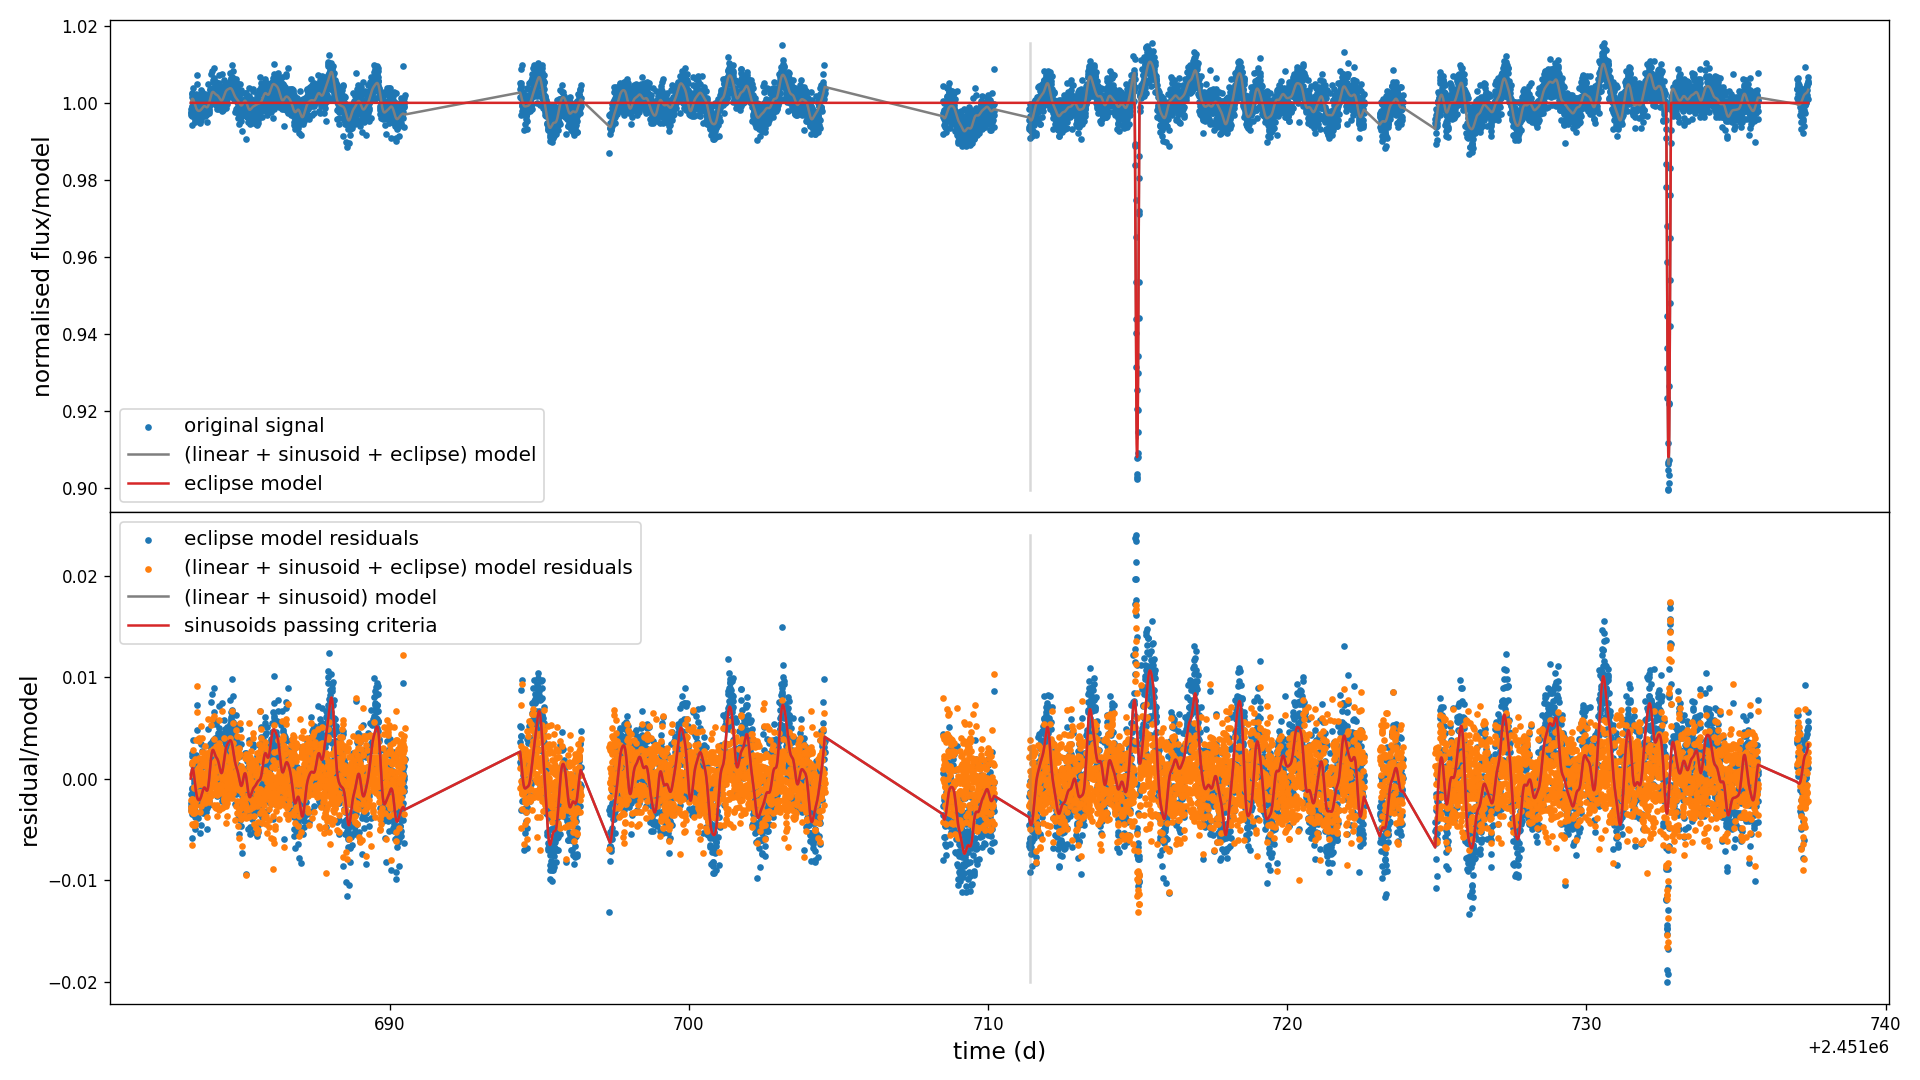 1.02
1.00
0.98
0.96
0.94
0.92
0.90
normalised flux/model
original signal
(linear + sinusoid + eclipse) model
eclipse model
eclipse model residuals
(linear + sinusoid + eclipse) model residuals
(linear + sinusoid) model
sinusoids passing criteria
0.02
0.01
0.00
−0.01
−0.02
residual/model
690
700
710
720
730
740
time (d)
+2.451e6